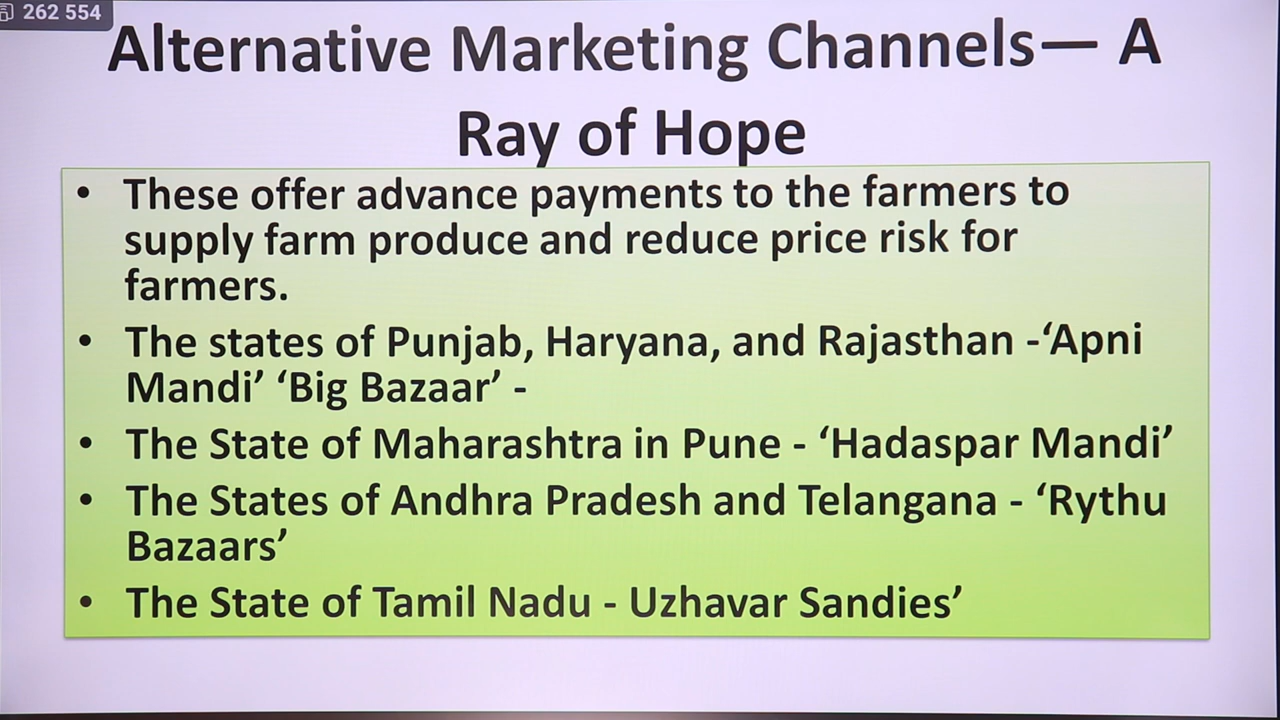 262 554
Alternative Marketing Channels— A
Ray of Hope
• These offer advance payments to the farmers to
supply farm produce and reduce price risk for
farmers.
• The states of Punjab, Haryana, and Rajasthan -‘Apni
Mandi’ ‘Big Bazaar’ -
• The State of Maharashtra in Pune - ‘Hadaspar Mandi’
• The States of Andhra Pradesh and Telangana - ‘Rythu
Bazaars’
• The State of Tamil Nadu - Uzhavar Sandies’